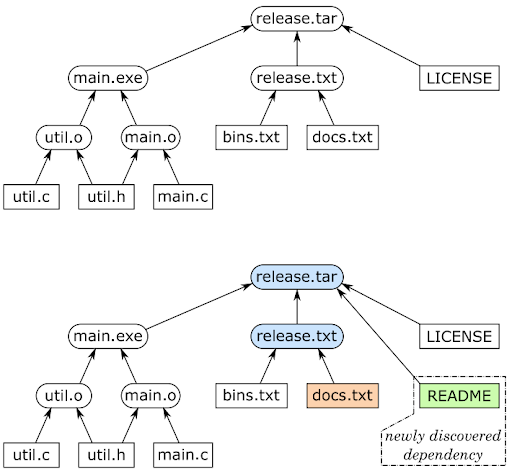 release.tar
main.exe
release.txt
LICENSE
util.o
main.o
bins.txt
docs.txt
util.c
util.h
main.c
release.tar
main.exe
release.txt
LICENSE
util.o
main.o
bins.txt
docs.txt
README
util.c
util.h
main.c
newly discovered
dependency